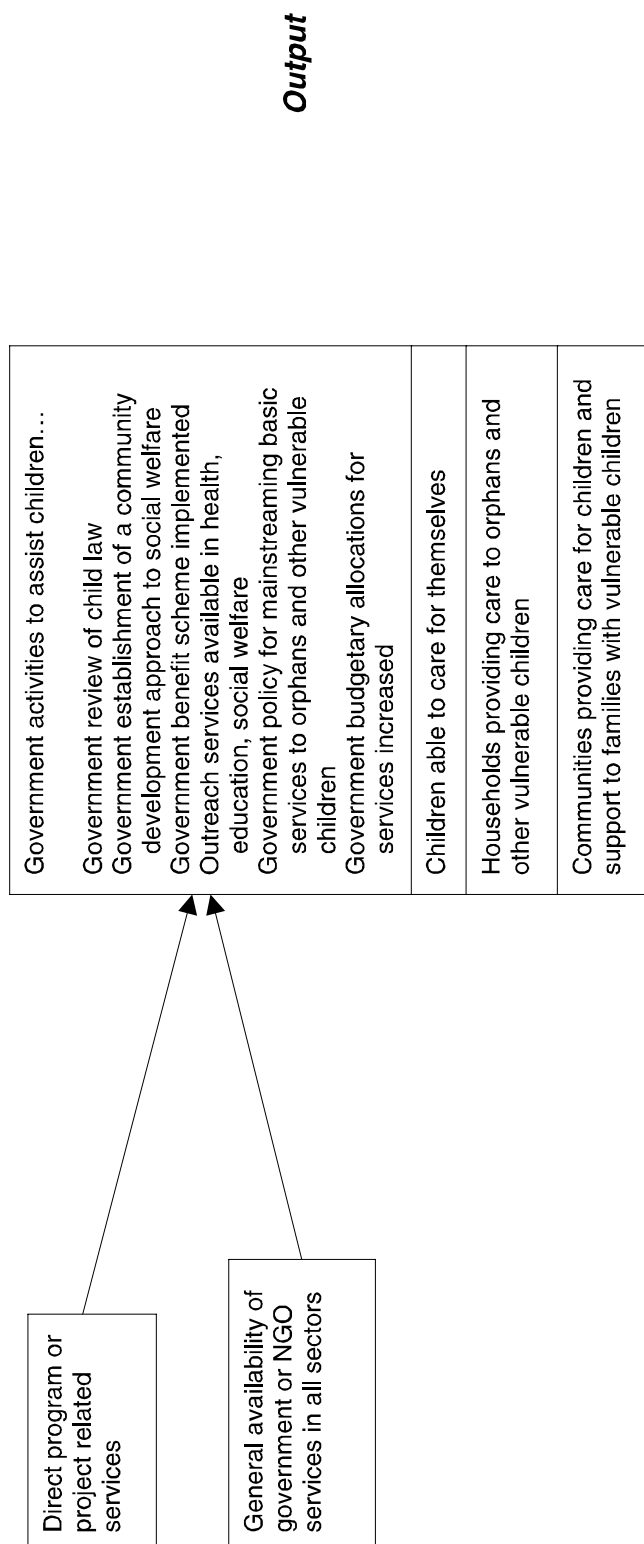 Output
Government activities to assist children…
Government review of child law
Government establishment of a community
development approach to social welfare
Government benefit scheme implemented
Outreach services available in health,
education, social welfare
Government policy for mainstreaming basic
services to orphans and other vulnerable
children
Government budgetary allocations for
services increased
Children able to care for themselves
Households providing care to orphans and
other vulnerable children
Communities providing care for children and
support to families with vulnerable children
Direct program or
project related
services
General availability of
government or NGO
services in all sectors